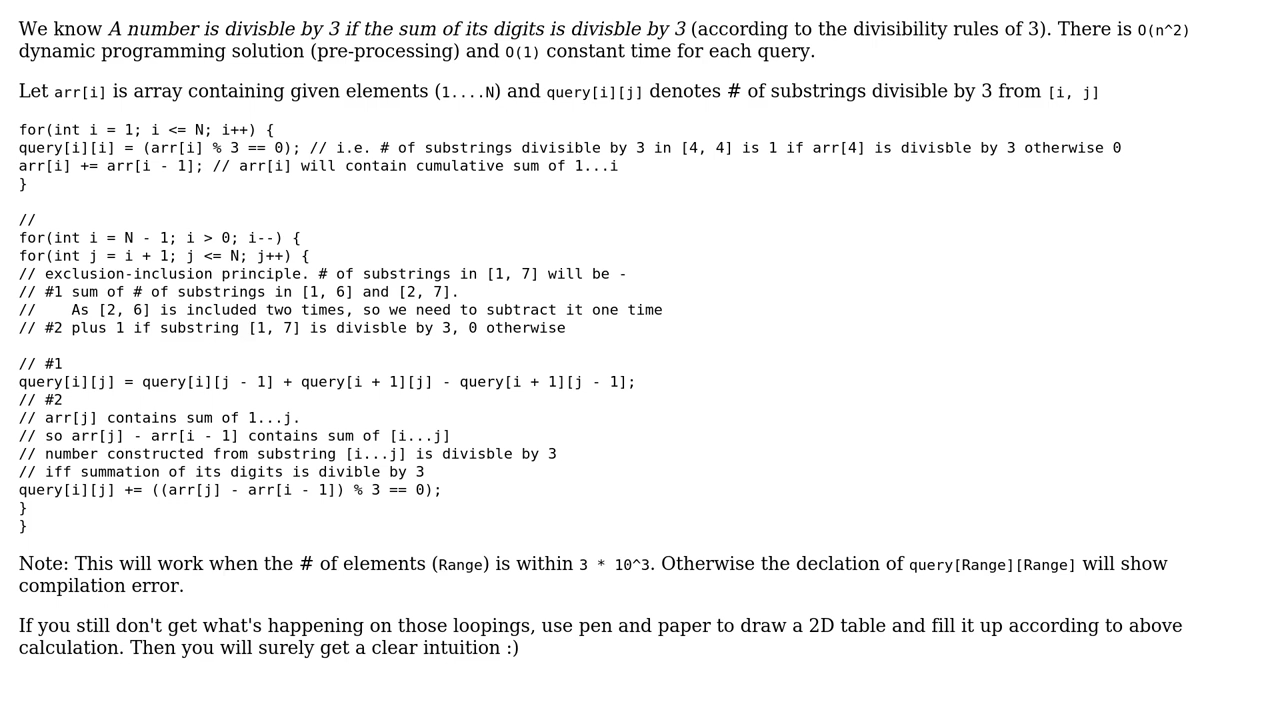 We know A number is divisble by 3 if the sum of its digits is divisble by 3 (according to the divisibility rules of 3). There is O(n^2)
dynamic programming solution (pre-processing) and O(1) constant time for each query.
Let arr[i] is array containing given elements (1....N) and query[i][j] denotes # of substrings divisible by 3 from [i, j]
for(int i = 1; i <= N; i++) {
query[i][i] = (arr[i] % 3 == 0); // i.e. # of substrings divisible by 3 in [4, 4] is 1 if arr[4] is divisble by 3 otherwise 0
arr[i] += arr[i - 1]; // arr[i] will contain cumulative sum of 1...i
}
//
for(int i = N - 1; i > 0; i--) {
for(int j = i + 1; j <= N; j++) {
// exclusion-inclusion principle. # of substrings in [1, 7] will be -
// #1 sum of # of substrings in [1, 6] and [2, 7].
//    As [2, 6] is included two times, so we need to subtract it one time
// #2 plus 1 if substring [1, 7] is divisble by 3, 0 otherwise
// #1
query[i][j] = query[i][j - 1] + query[i + 1][j] - query[i + 1][j - 1];
// #2
// arr[j] contains sum of 1...j.
// so arr[j] - arr[i - 1] contains sum of [i...j]
// number constructed from substring [i...j] is divisble by 3
// iff summation of its digits is divible by 3
query[i][j] += ((arr[j] - arr[i - 1]) % 3 == 0);
}
}
Note: This will work when the # of elements (Range) is within 3 * 10^3. Otherwise the declation of query[Range][Range] will show
compilation error.
If you still don't get what's happening on those loopings, use pen and paper to draw a 2D table and fill it up according to above
calculation. Then you will surely get a clear intuition :)